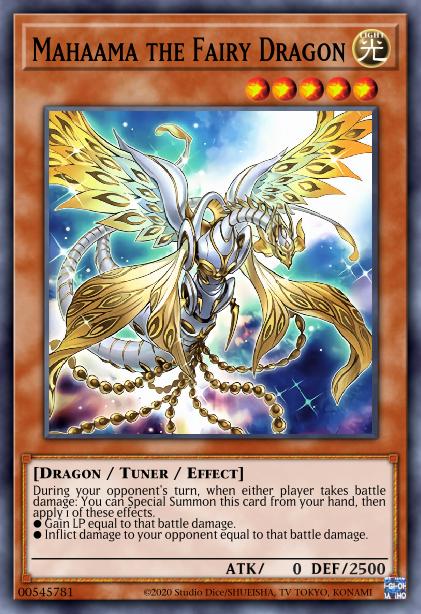 Mahaama the Fairy Dragon
LIGHT
光
[Dragon / Tuner / Effect]
During your opponent's turn, when either player takes battle
damage: You can Special Summon this card from your hand, then
apply 1 of these effects.
● Gain LP equal to that battle damage.
● Inflict damage to your opponent equal to that battle damage.
ATK/ 0 DEF/2500
00545781 ©2020 Studio Dice/SHUEISHA, TV TOKYO, KONAMI